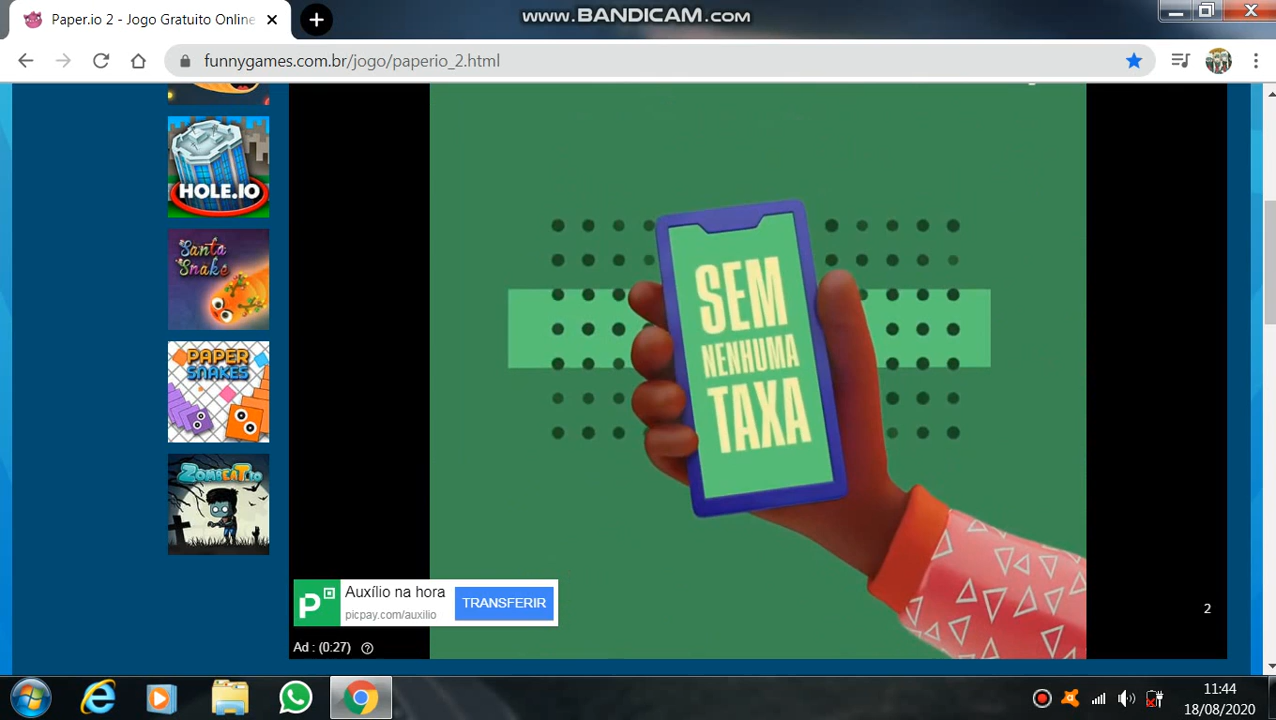 Paper.io 2 - Jogo Gratuito Online
www.BANDICAM.com
funnygames.com.br/jogo/paperio_2.html
HOLE.IO
Santa
Snake
PAPER
SNAKES
ZOMBEAT.IO
SEM
NENHUMA
TAXA
Auxílio na hora
picpay.com/auxilio
TRANSFERIR
2
Ad : (0:27)
11:44
18/08/2020